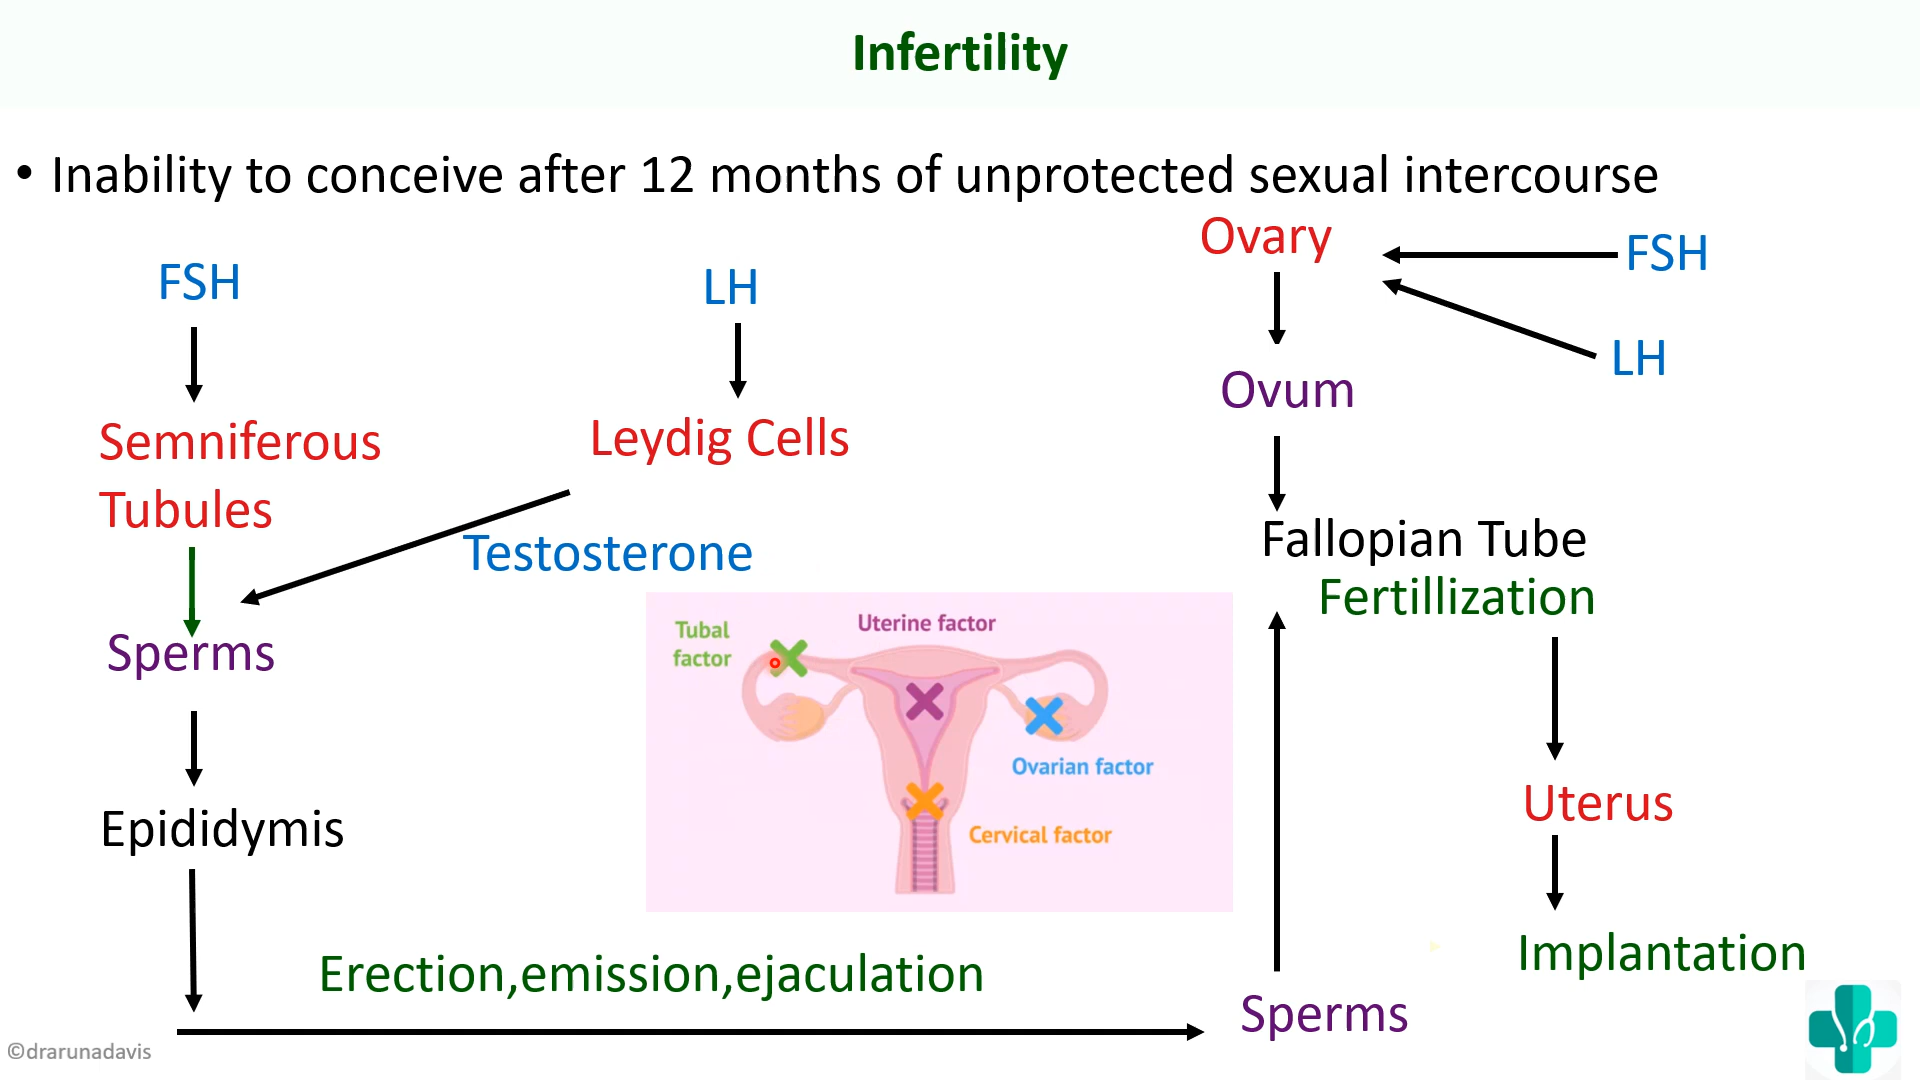 Infertility
• Inability to conceive after 12 months of unprotected sexual intercourse
FSH
Semniferous
Tubules
Sperms
Epididymis
LH
Leydig Cells
Testosterone
Erection,emission,ejaculation
Tubal
factor
Uterine factor
Ovarian factor
Cervical factor
Ovary
FSH
LH
Ovum
Fallopian Tube
Fertillization
Uterus
Implantation
Sperms
©drarunadavis